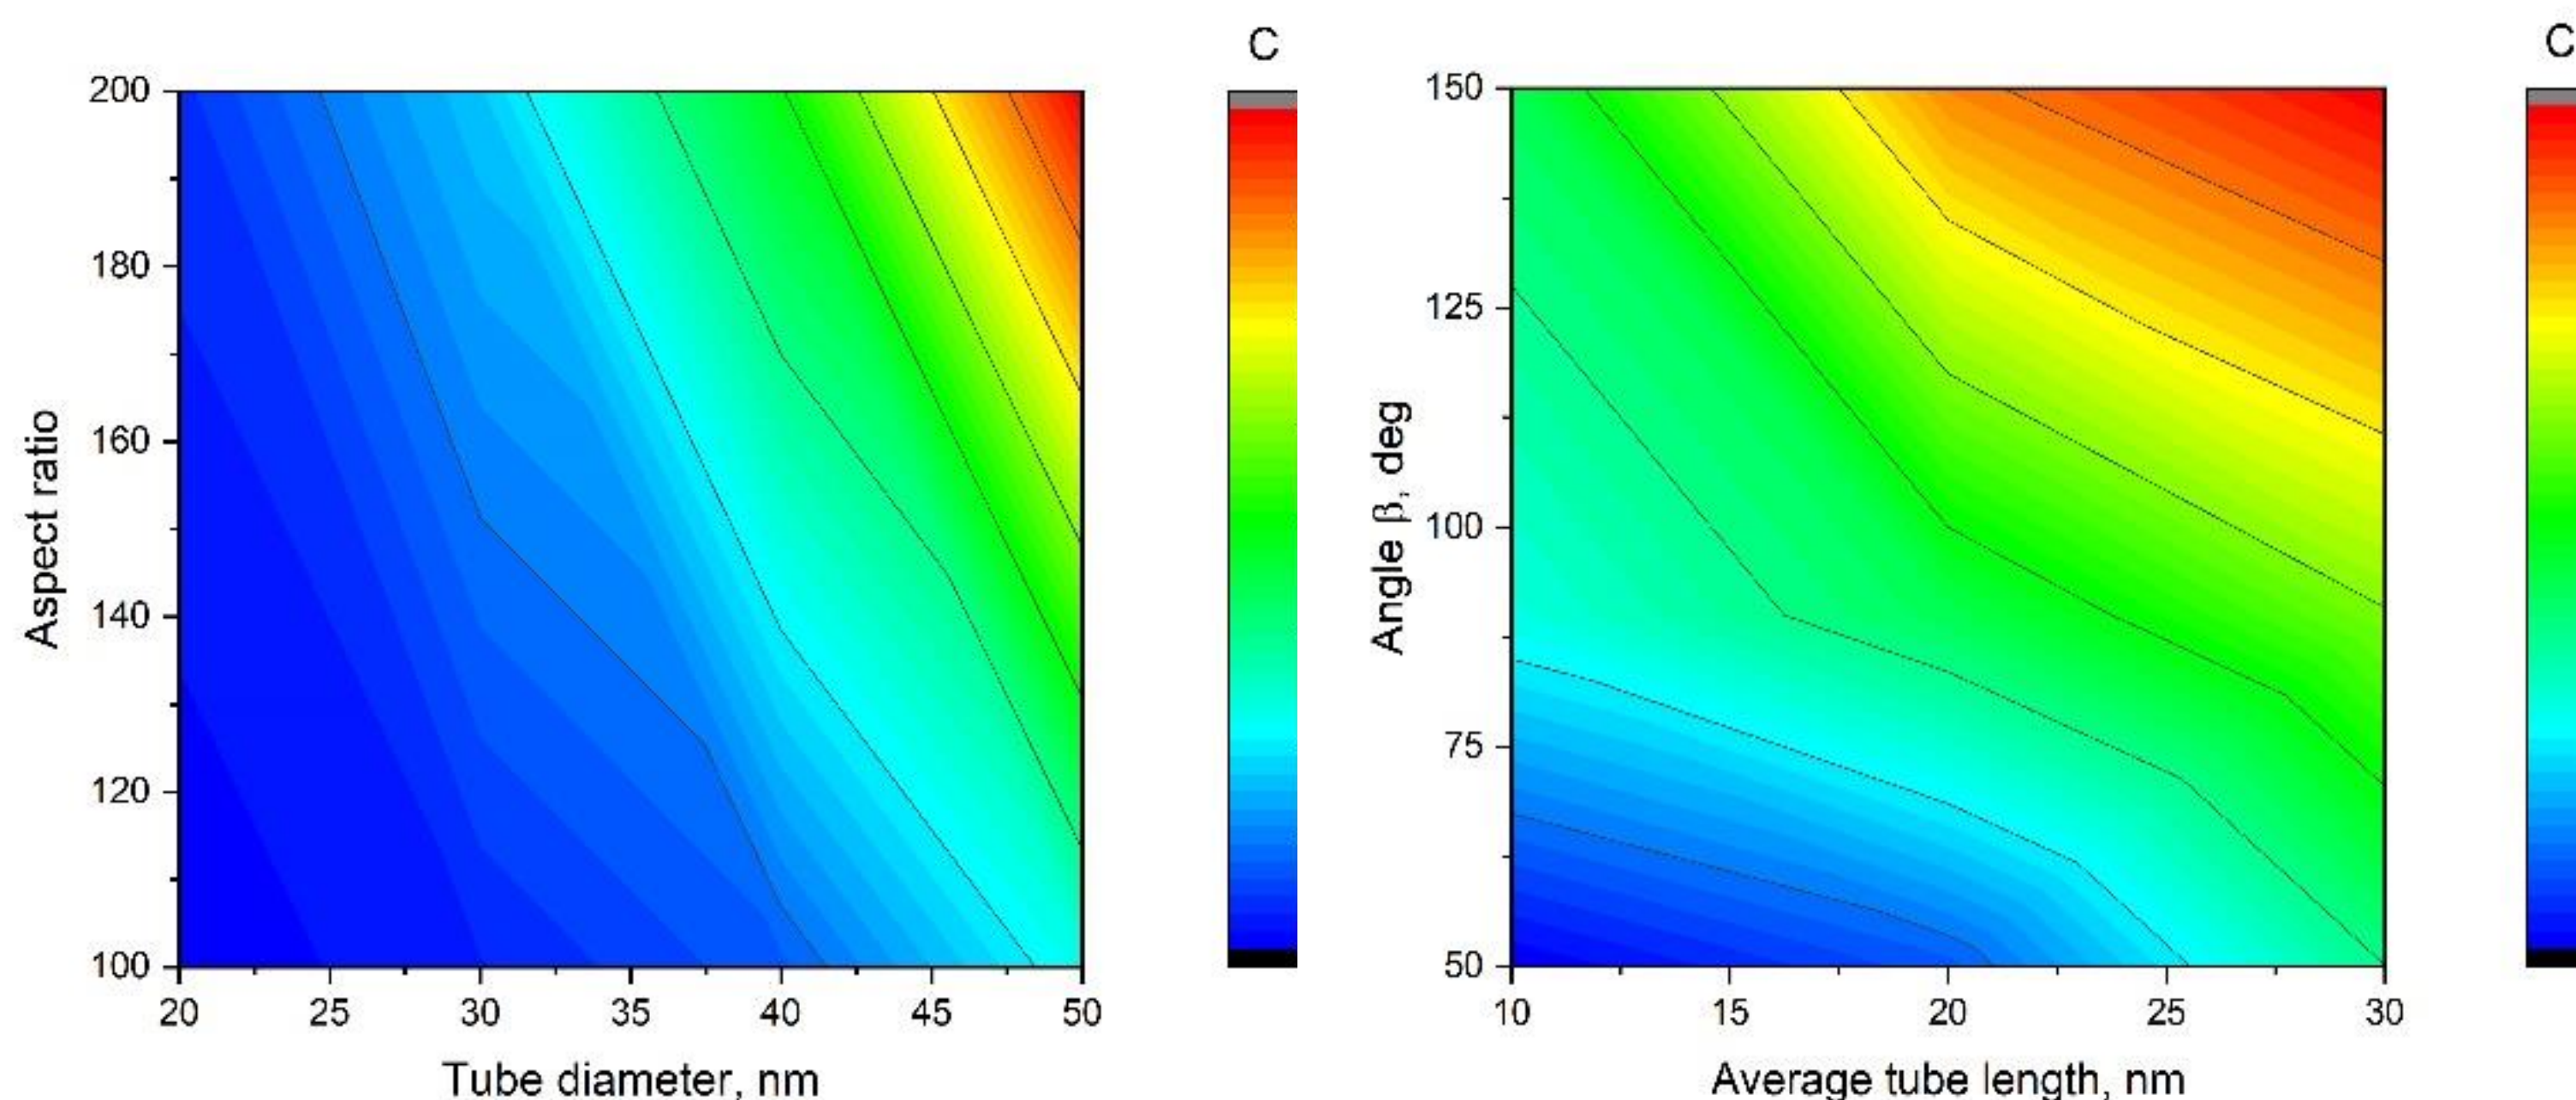 C
200
180
160
140
120
100
Aspect ratio
20 25 30 35 40 45 50
Tube diameter, nm
C
150
125
100
75
50
Angle β, deg
10 15 20 25 30
Average tube length, nm